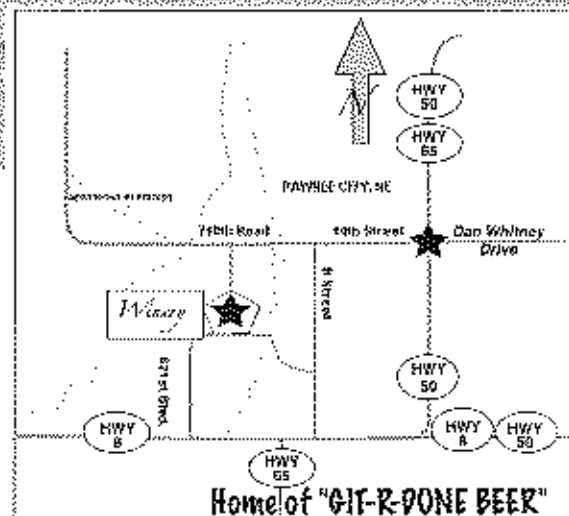 HWY
50
HWY
65
N
PAWNEE CITY, NE
Road
Street
Dan Whitney
Drive
Winery
Street
HWY
50
HWY
8
HWY
8
HWY
50
HWY
65
Home of "GIT-R-DONE BEER"